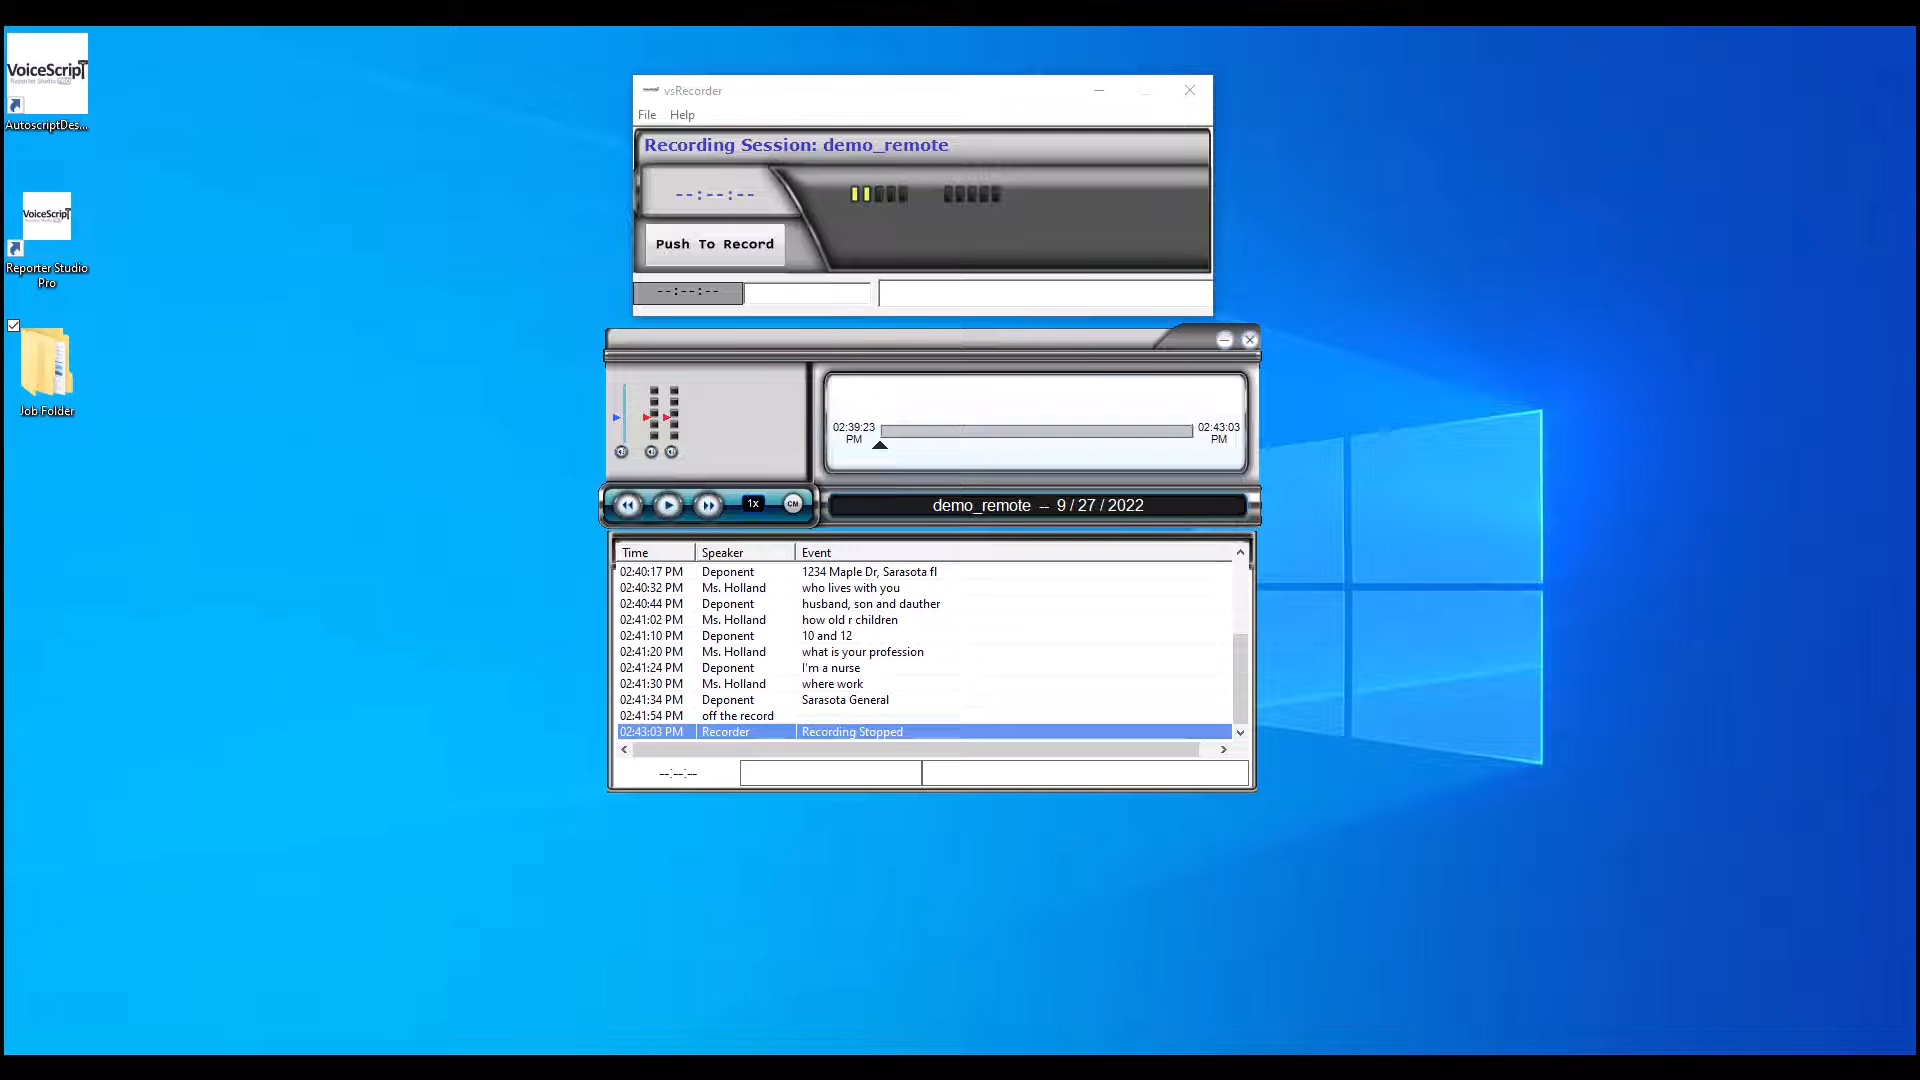 VoiceScript
Reporter Studio PRO
AutoscriptDes...
VoiceScript
Reporter Studio
Pro
Job Folder
vsRecorder
File Help
Recording Session: demo_remote
--:--:--
Push To Record
--:--:--
02:39:23
PM
02:43:03
PM
1x
CM
demo_remote -- 9 / 27 / 2022
Time Speaker Event
02:40:17 PM Deponent 1234 Maple Dr, Sarasota fl
02:40:32 PM Ms. Holland who lives with you
02:40:44 PM Deponent husband, son and dauther
02:41:02 PM Ms. Holland how old r children
02:41:10 PM Deponent 10 and 12
02:41:20 PM Ms. Holland what is your profession
02:41:24 PM Deponent I'm a nurse
02:41:30 PM Ms. Holland where work
02:41:34 PM Deponent Sarasota General
02:41:54 PM off the record
02:43:03 PM Recorder Recording Stopped
--:--:--